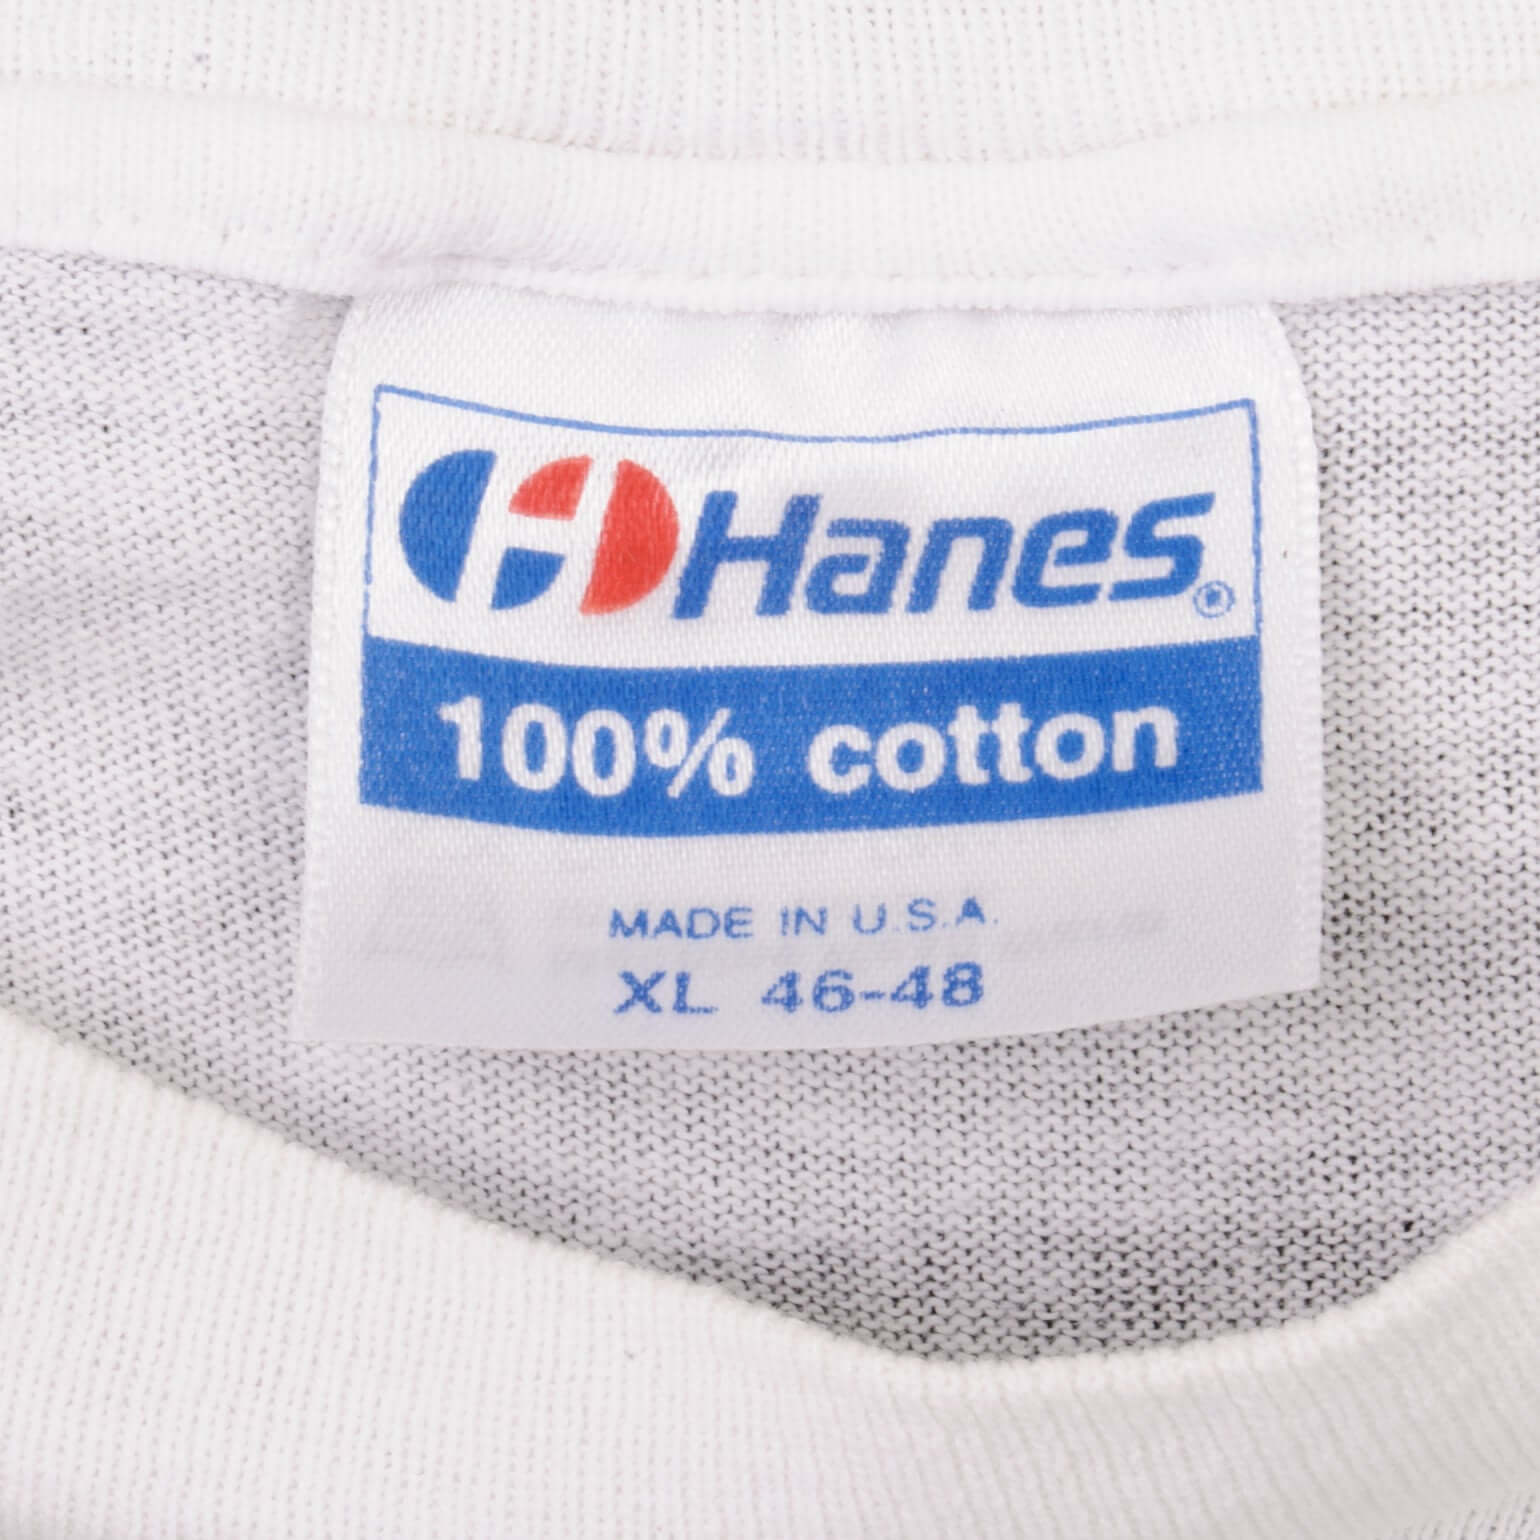 Hanes®
100% cotton
MADE IN U.S.A.
XL 46-48